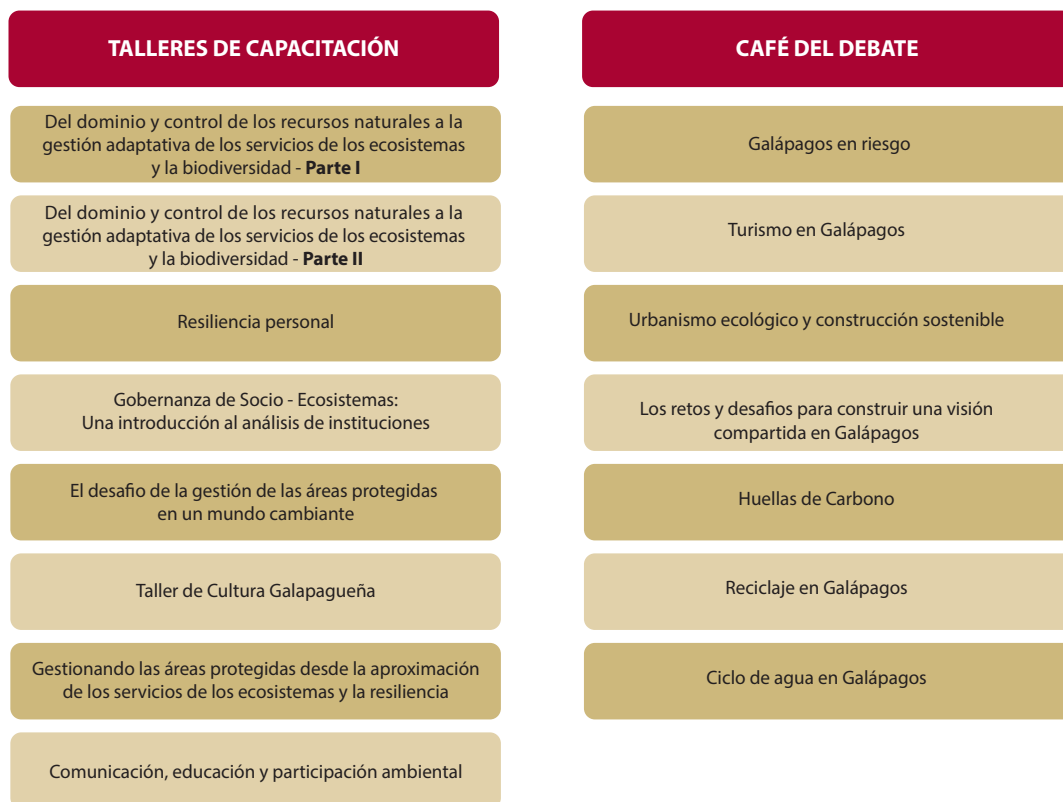 TALLERES DE CAPACITACIÓN
Del dominio y control de los recursos naturales a la
gestión adaptativa de los servicios de los ecosistemas
y la biodiversidad - Parte I
Del dominio y control de los recursos naturales a la
gestión adaptativa de los servicios de los ecosistemas
y la biodiversidad - Parte II
Resiliencia personal
Gobernanza de Socio - Ecosistemas:
Una introducción al análisis de instituciones
El desafio de la gestión de las áreas protegidas
en un mundo cambiante
Taller de Cultura Galapagueña
Gestionando las áreas protegidas desde la aproximación
de los servicios de los ecosistemas y la resiliencia
Comunicación, educación y participación ambiental
CAFÉ DEL DEBATE
Galápagos en riesgo
Turismo en Galápagos
Urbanismo ecológico y construcción sostenible
Los retos y desafios para construir una visión
compartida en Galápagos
Huellas de Carbono
Reciclaje en Galápagos
Ciclo de agua en Galápagos